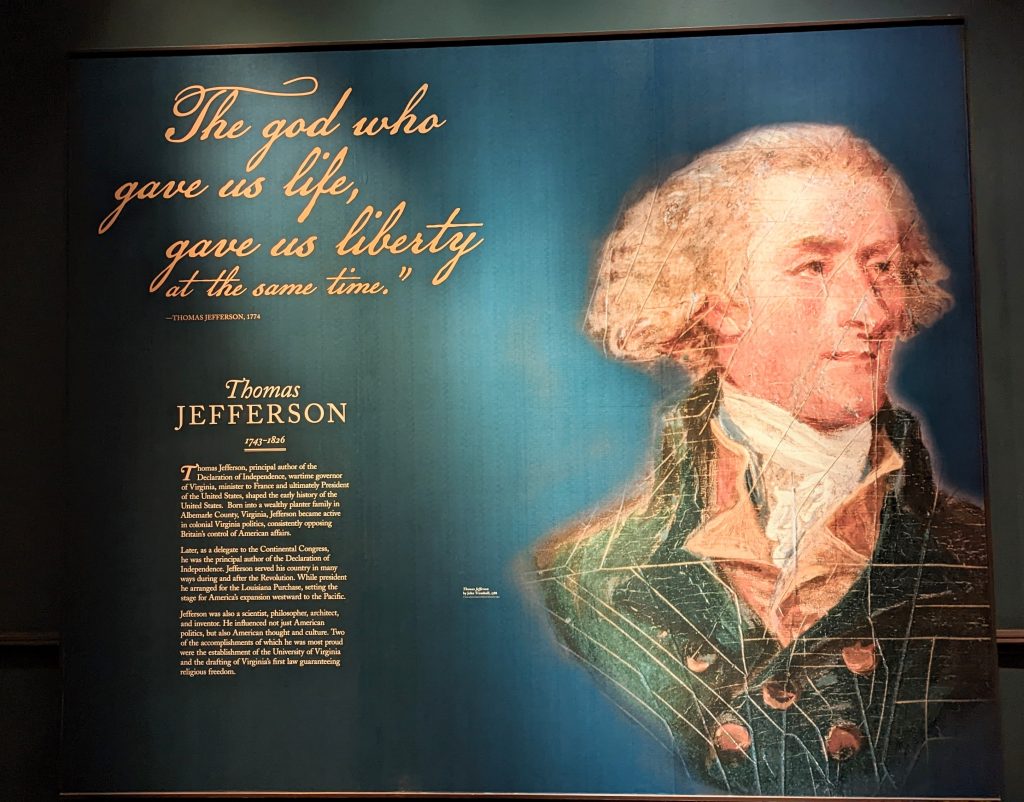 The god who
gave us life,
gave us liberty
at the same time.”
—THOMAS JEFFERSON, 1774
Thomas
JEFFERSON
1743–1826
Thomas Jefferson, principal author of the
Declaration of Independence, wartime governor
of Virginia, minister to France and ultimately President
of the United States, shaped the early history of the
United States. Born into a wealthy planter family in
Albemarle County, Virginia, Jefferson became active
in colonial Virginia politics, consistently opposing
Britain’s control of American affairs.
Later, as a delegate to the Continental Congress,
he was the principal author of the Declaration of
Independence. Jefferson served his country in many
ways during and after the Revolution. While president
he arranged for the Louisiana Purchase, setting the
stage for America’s expansion westward to the Pacific.
Jefferson was also a scientist, philosopher, architect,
and inventor. He influenced not just American
politics, but also American thought and culture. Two
of the accomplishments of which he was most proud
were the establishment of the University of Virginia
and the drafting of Virginia’s first law guaranteeing
religious freedom.
Thomas Jefferson
by John Trumbull,